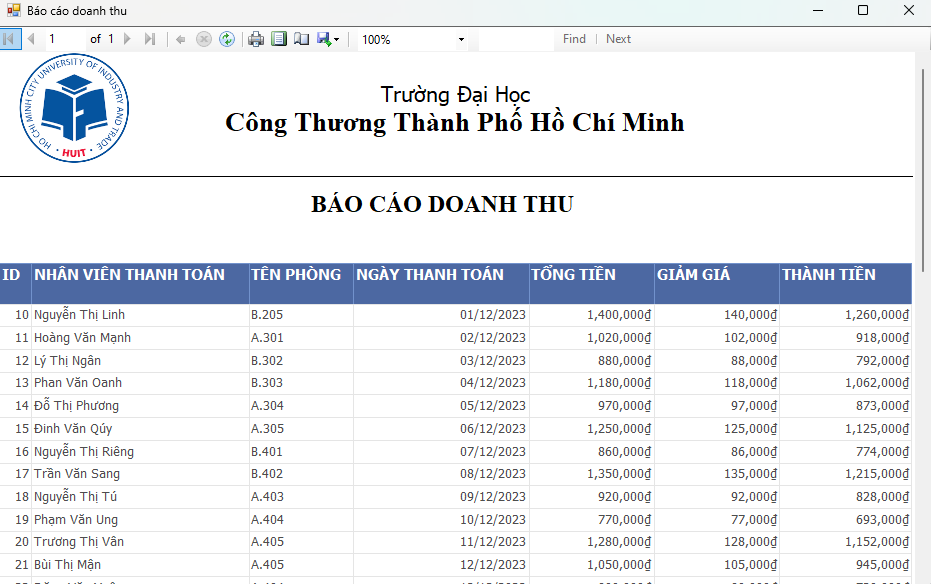 Báo cáo doanh thu
1 of 1 100% Find | Next
HO CHI MINH CITY UNIVERSITY OF INDUSTRY AND TRADE
HUIT
Trường Đại Học
Công Thương Thành Phố Hồ Chí Minh
BÁO CÁO DOANH THU
ID NHÂN VIÊN THANH TOÁN TÊN PHÒNG NGÀY THANH TOÁN TỔNG TIỀN GIẢM GIÁ THÀNH TIỀN
10 Nguyễn Thị Linh B.205 01/12/2023 1,400,000₫ 140,000₫ 1,260,000₫
11 Hoàng Văn Mạnh A.301 02/12/2023 1,020,000₫ 102,000₫ 918,000₫
12 Lý Thị Ngân B.302 03/12/2023 880,000₫ 88,000₫ 792,000₫
13 Phan Văn Oanh B.303 04/12/2023 1,180,000₫ 118,000₫ 1,062,000₫
14 Đỗ Thị Phương A.304 05/12/2023 970,000₫ 97,000₫ 873,000₫
15 Đinh Văn Qúy A.305 06/12/2023 1,250,000₫ 125,000₫ 1,125,000₫
16 Nguyễn Thị Riêng B.401 07/12/2023 860,000₫ 86,000₫ 774,000₫
17 Trần Văn Sang B.402 08/12/2023 1,350,000₫ 135,000₫ 1,215,000₫
18 Nguyễn Thị Tú A.403 09/12/2023 920,000₫ 92,000₫ 828,000₫
19 Phạm Văn Ung A.404 10/12/2023 770,000₫ 77,000₫ 693,000₫
20 Trương Thị Vân A.405 11/12/2023 1,280,000₫ 128,000₫ 1,152,000₫
21 Bùi Thị Mận A.405 12/12/2023 1,050,000₫ 105,000₫ 945,000₫